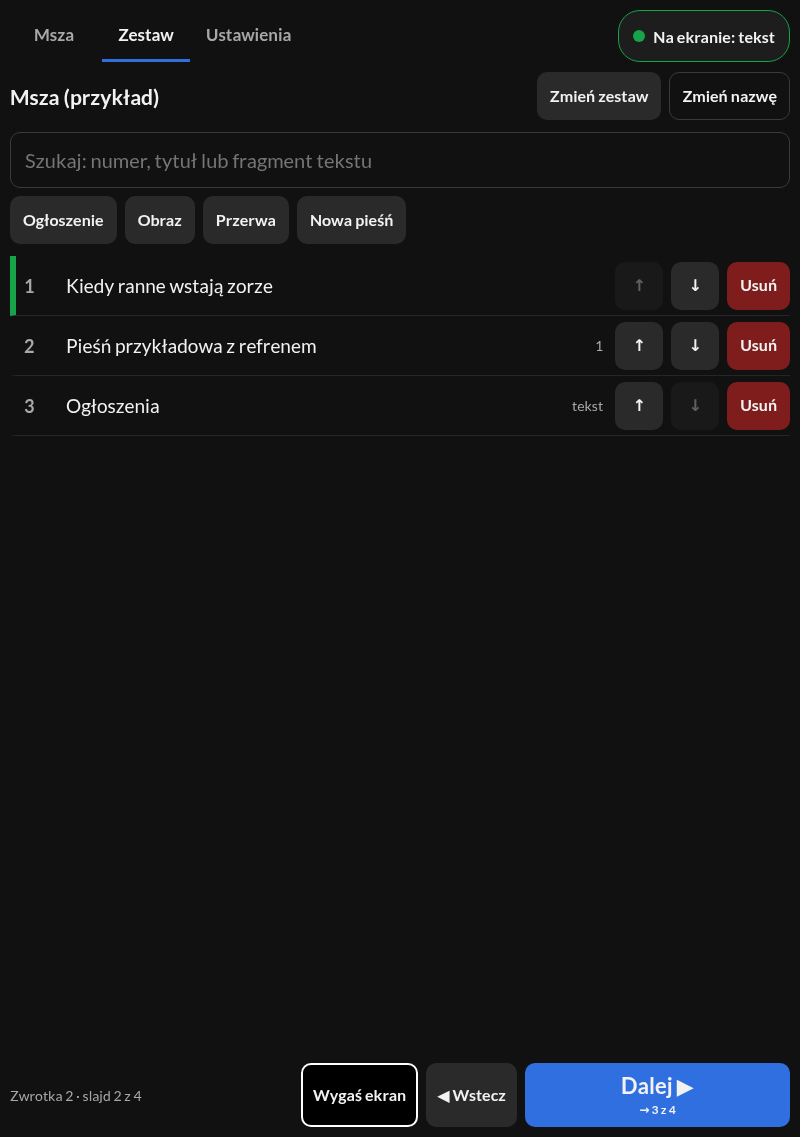 Msza Zestaw Ustawienia Na ekranie: tekst
Msza (przykład) Zmień zestaw Zmień nazwę
Szukaj: numer, tytuł lub fragment tekstu
Ogłoszenie Obraz Przerwa Nowa pieśń
1 Kiedy ranne wstają zorze ↑ ↓ Usuń
2 Pieśń przykładowa z refrenem 1 ↑ ↓ Usuń
3 Ogłoszenia tekst ↑ ↓ Usuń
Zwrotka 2 · slajd 2 z 4 Wygaś ekran ◀ Wstecz Dalej ▶
→ 3 z 4